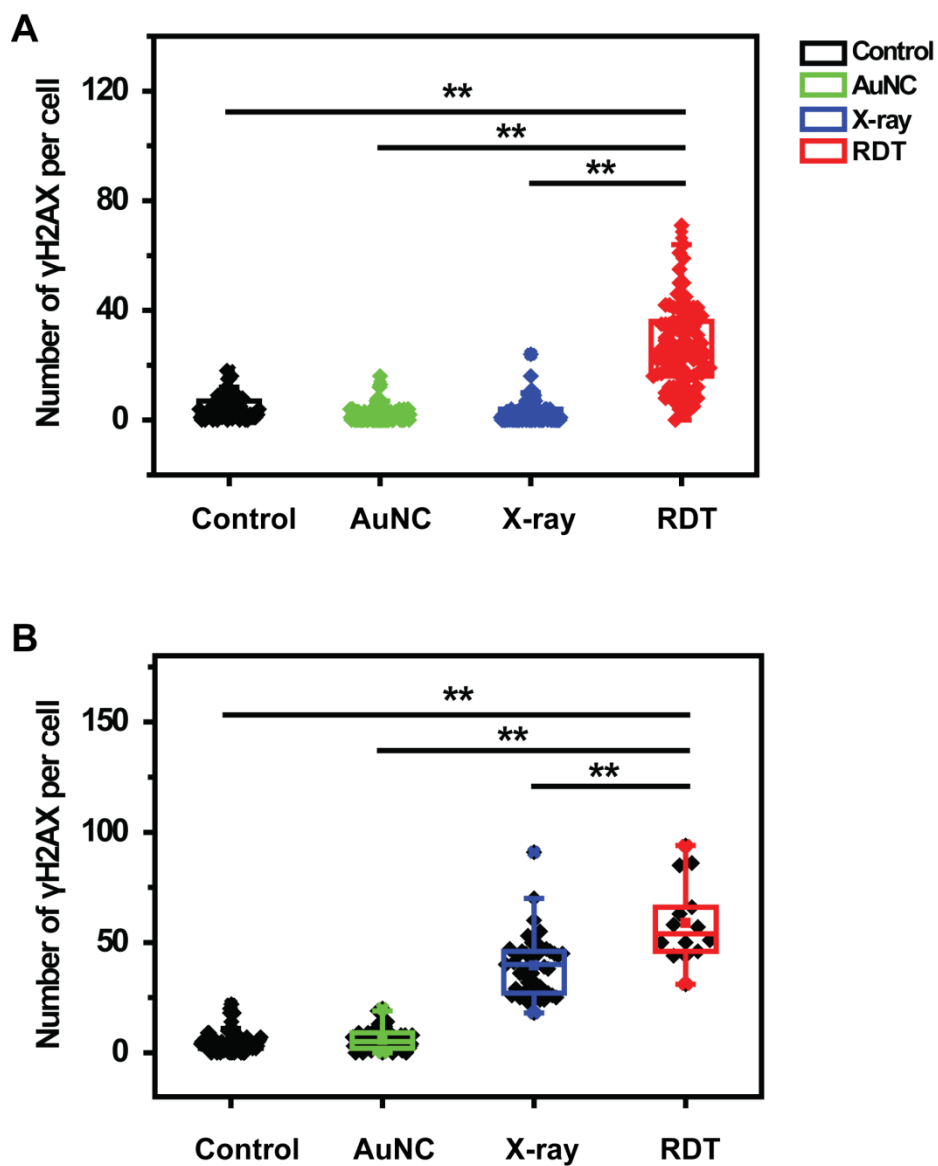 A
Number of γH2AX per cell
120
80
40
0
**
**
**
Control
AuNC
X-ray
RDT
Control
AuNC
X-ray
RDT
B
Number of γH2AX per cell
150
100
50
0
**
**
**
Control
AuNC
X-ray
RDT